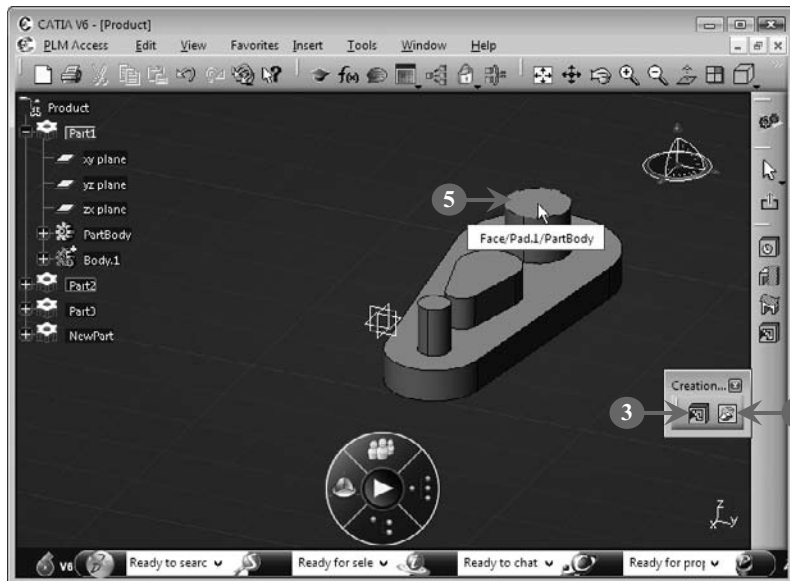 CATIA V6 - [Product]
PLM Access Edit View Favorites Insert Tools Window Help
f(x)
Product
Part1
xy plane
yz plane
zx plane
PartBody
Body.1
Part2
Part3
NewPart
5
Face/Pad.1/PartBody
Creation...
3
z
x y
V6 Ready to searc Ready for sele Ready to chat Ready for prop